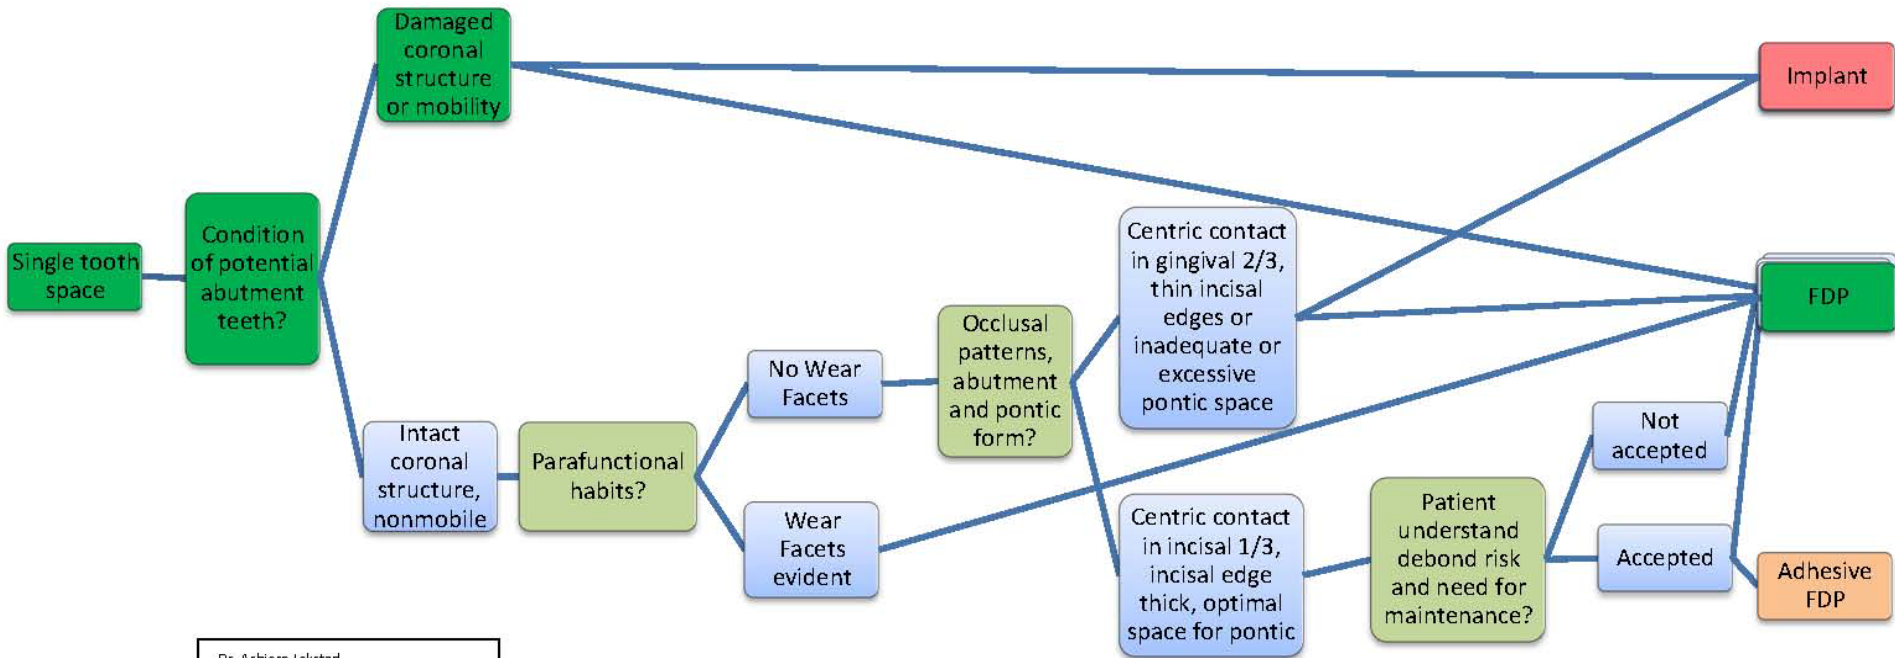 Single tooth
space
Condition
of potential
abutment
teeth?
Damaged
coronal
structure
or mobility
Intact
coronal
structure,
nonmobile
Parafunctional
habits?
No Wear
Facets
Wear
Facets
evident
Occlusal
patterns,
abutment
and pontic
form?
Centric contact
in gingival 2/3,
thin incisal
edges or
inadequate or
excessive
pontic space
Centric contact
in incisal 1/3,
incisal edge
thick, optimal
space for pontic
Patient
understand
debond risk
and need for
maintenance?
Not
accepted
Accepted
Implant
FDP
Adhesive
FDP